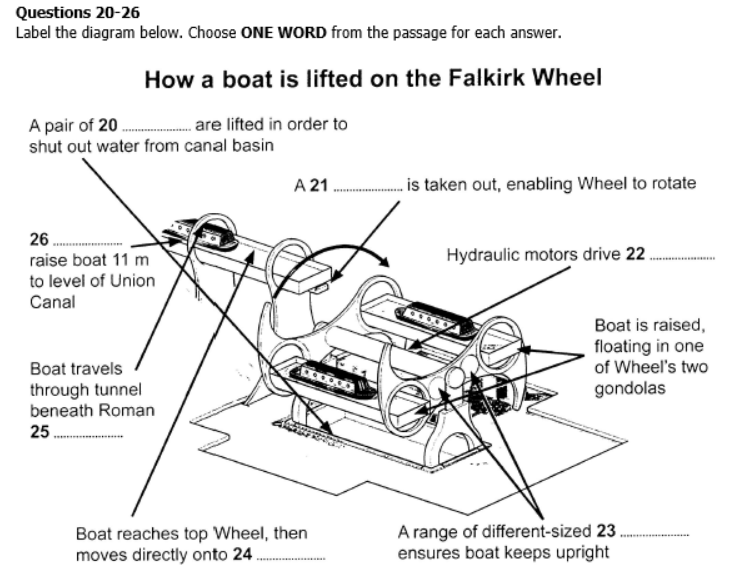 Questions 20-26
Label the diagram below. Choose ONE WORD from the passage for each answer.
How a boat is lifted on the Falkirk Wheel
A pair of 20 .................... are lifted in order to
shut out water from canal basin
A 21 .................... is taken out, enabling Wheel to rotate
26 ....................
raise boat 11 m
to level of Union
Canal
Hydraulic motors drive 22 ....................
Boat is raised,
floating in one
of Wheel's two
gondolas
Boat travels
through tunnel
beneath Roman
25 ....................
Boat reaches top Wheel, then
moves directly onto 24 ....................
A range of different-sized 23 ....................
ensures boat keeps upright